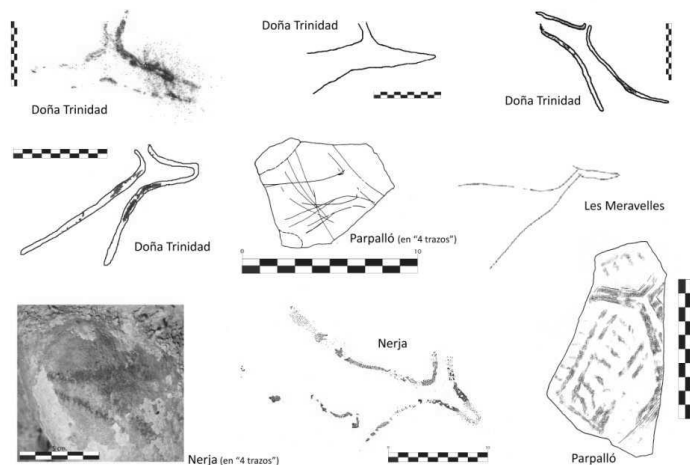 Doña Trinidad
Doña Trinidad
Doña Trinidad
Doña Trinidad
Parpalló (en "4 trazos")
0 10
Les Meravelles
Nerja (en "4 trazos")
Nerja
Parpalló